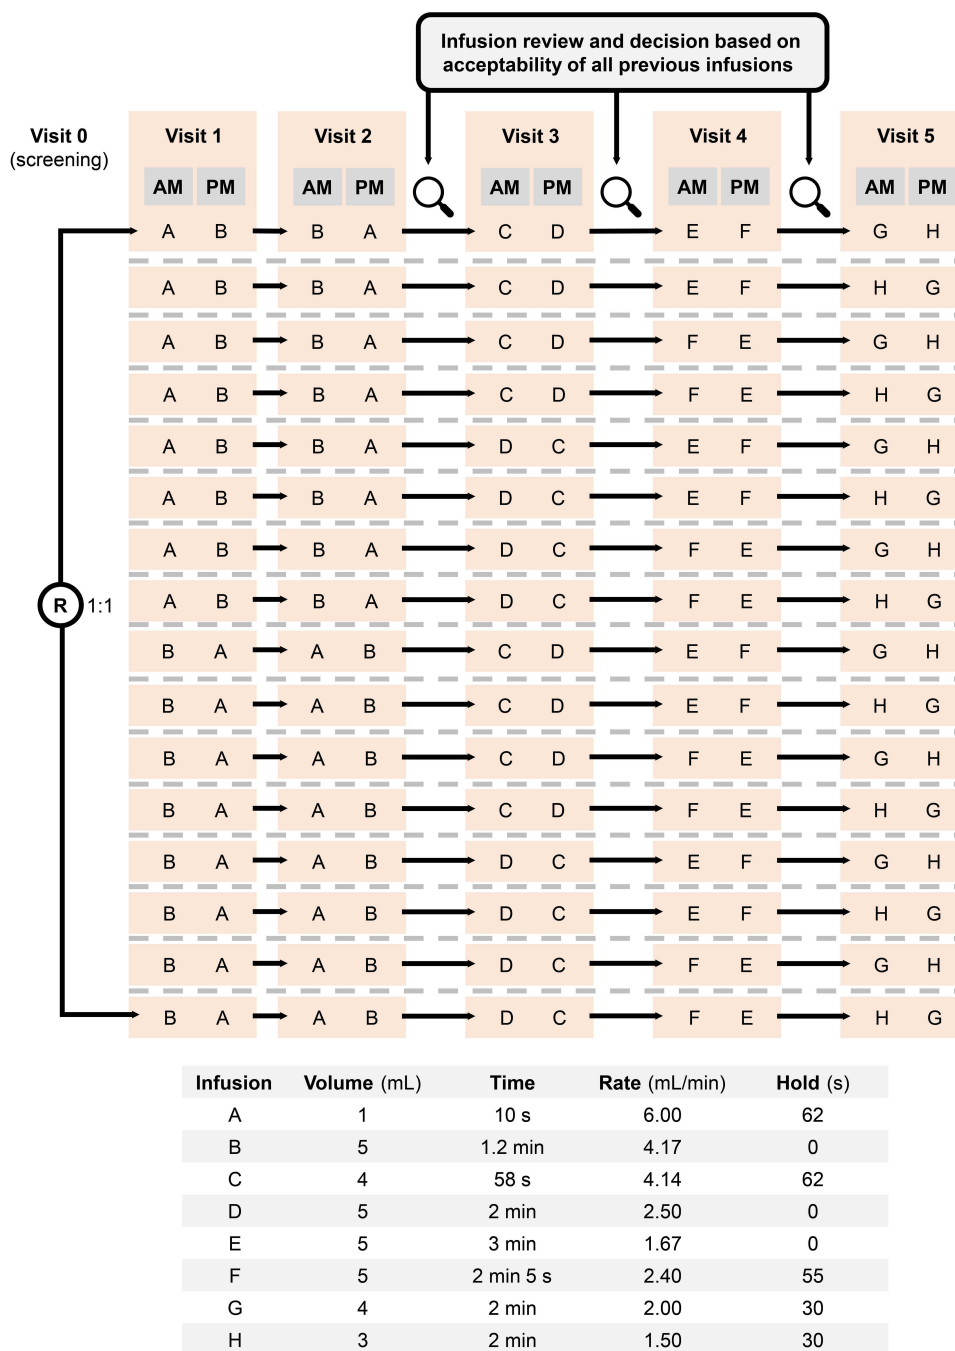 Infusion review and decision based on
acceptability of all previous infusions
Visit 0
(screening)
Visit 1 Visit 2 Visit 3 Visit 4 Visit 5
AM PM AM PM AM PM AM PM AM PM
A B B A C D E F G H
A B B A C D E F H G
A B B A C D F E G H
A B B A C D F E H G
A B B A D C E F G H
A B B A D C E F H G
A B B A D C F E G H
R 1:1
A B B A D C F E H G
B A A B C D E F G H
B A A B C D E F H G
B A A B C D F E G H
B A A B C D F E H G
B A A B D C E F G H
B A A B D C E F H G
B A A B D C F E G H
B A A B D C F E H G
Infusion Volume (mL) Time Rate (mL/min) Hold (s)
A 1 10 s 6.00 62
B 5 1.2 min 4.17 0
C 4 58 s 4.14 62
D 5 2 min 2.50 0
E 5 3 min 1.67 0
F 5 2 min 5 s 2.40 55
G 4 2 min 2.00 30
H 3 2 min 1.50 30